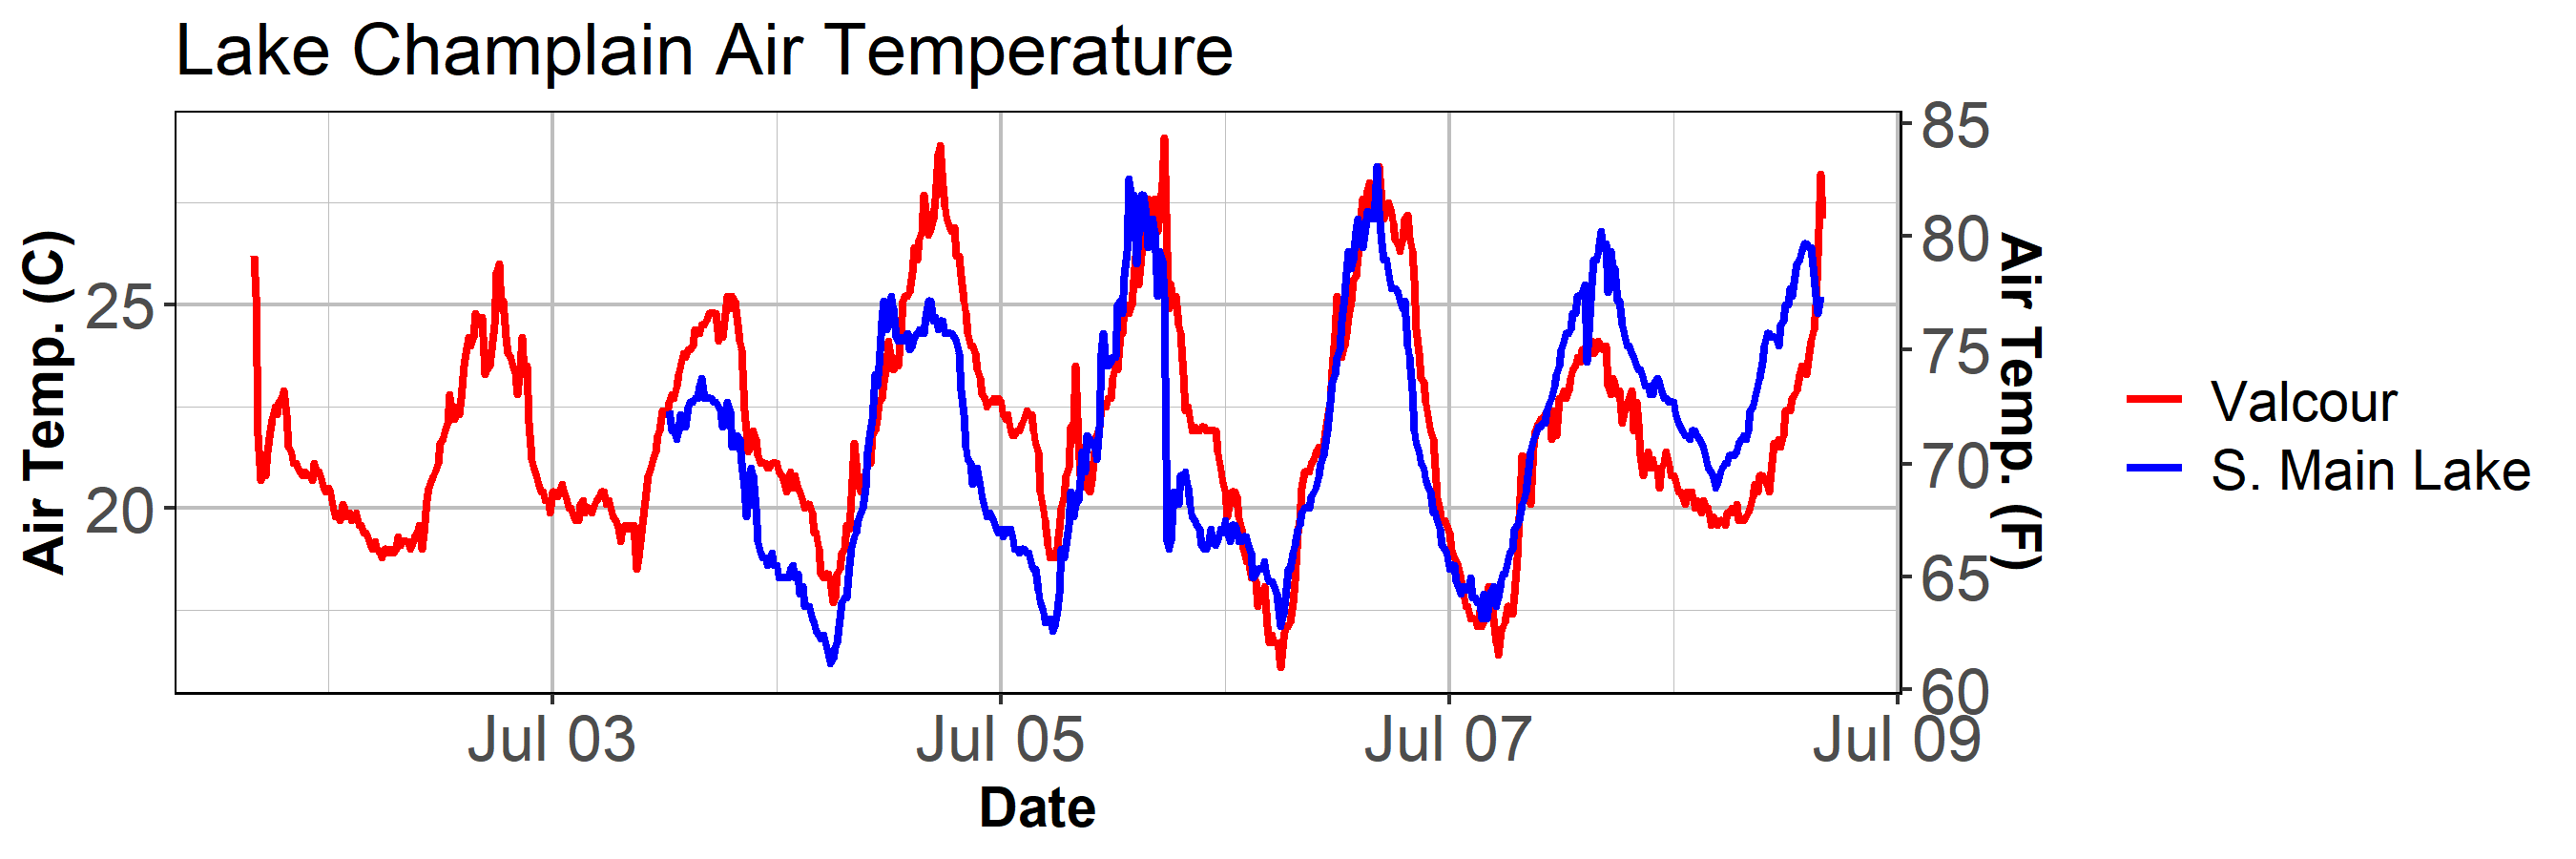 Lake Champlain Air Temperature
Air Temp. (C)
25
20
85
80
75
70
65
60
Air Temp. (F)
Jul 03
Jul 05
Jul 07
Jul 09
Date
Valcour
S. Main Lake